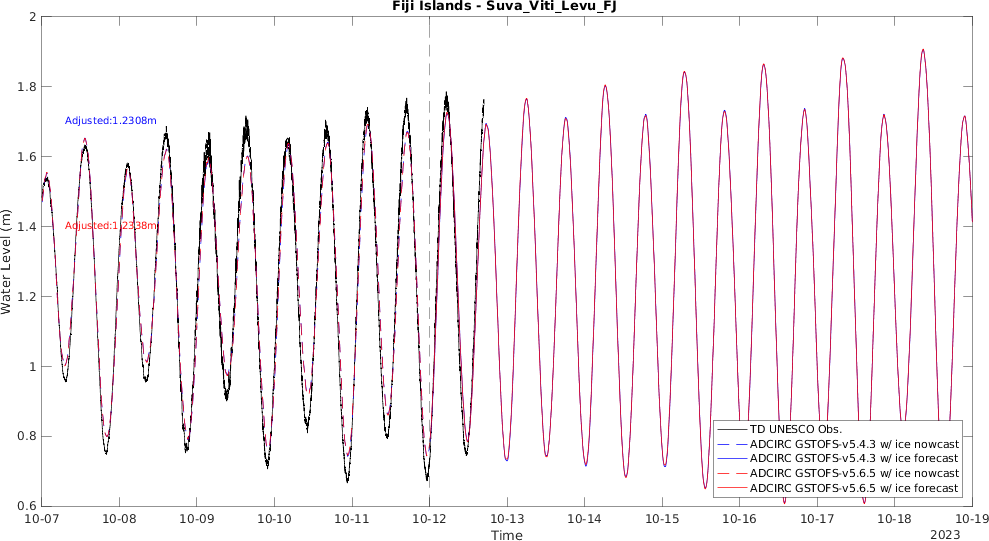 Fiji Islands - Suva_Viti_Levu_FJ
2
1.8
1.6
1.4
1.2
1
0.8
0.6
Water Level (m)
Adjusted:1.2308m
Adjusted:1.2338m
TD UNESCO Obs.
ADCIRC GSTOFS-v5.4.3 w/ ice nowcast
ADCIRC GSTOFS-v5.4.3 w/ ice forecast
ADCIRC GSTOFS-v5.6.5 w/ ice nowcast
ADCIRC GSTOFS-v5.6.5 w/ ice forecast
10-07 10-08 10-09 10-10 10-11 10-12 10-13 10-14 10-15 10-16 10-17 10-18 10-19
Time
2023